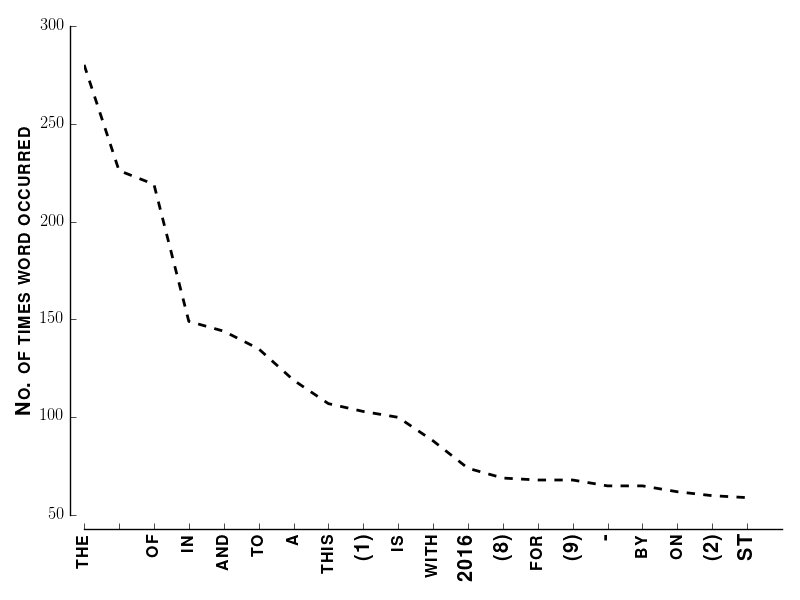 300
250
200
150
100
50
No. of times word occurred
THE
OF
IN
AND
TO
A
THIS
(1)
IS
WITH
2016
(8)
FOR
(9)
-
BY
ON
(2)
ST